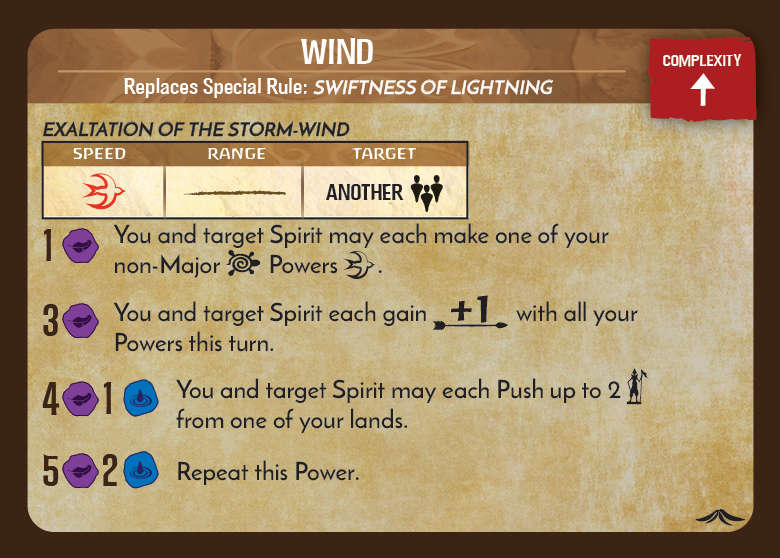 WIND
Replaces Special Rule: SWIFTNESS OF LIGHTNING
COMPLEXITY
EXALTATION OF THE STORM-WIND
SPEED RANGE TARGET
ANOTHER
1 You and target Spirit may each make one of your
non-Major Powers .
3 You and target Spirit each gain +1 with all your
Powers this turn.
4 1 You and target Spirit may each Push up to 2
from one of your lands.
5 2 Repeat this Power.